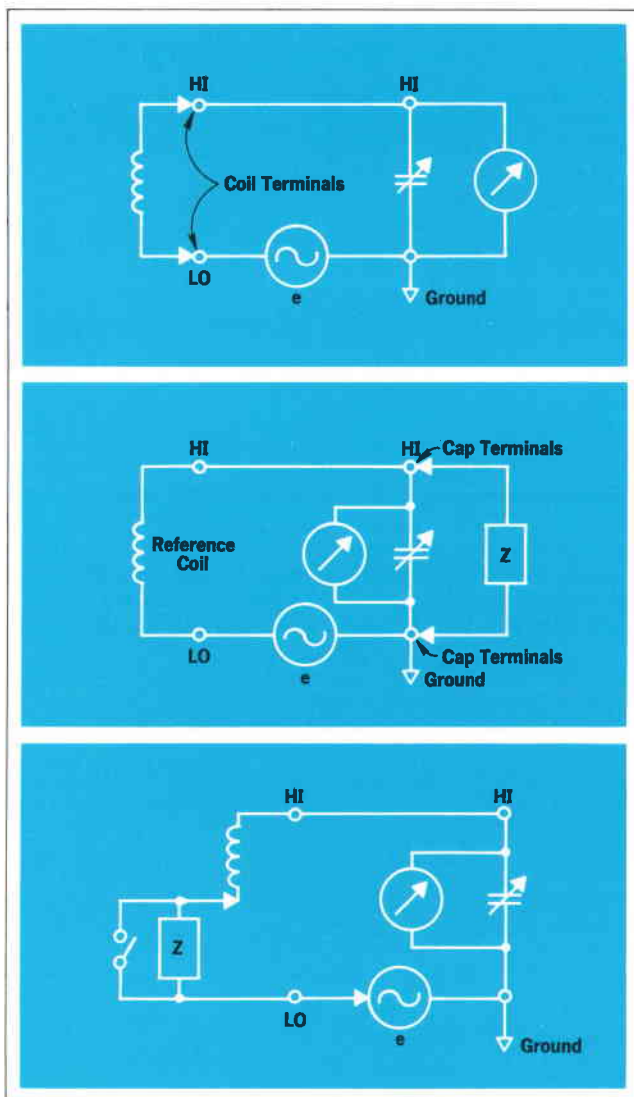 HI HI
Coil Terminals
LO
e
Ground
HI HI Cap Terminals
Reference
Coil
Z
LO
e
Cap Terminals
Ground
HI HI
Z
LO
e
Ground